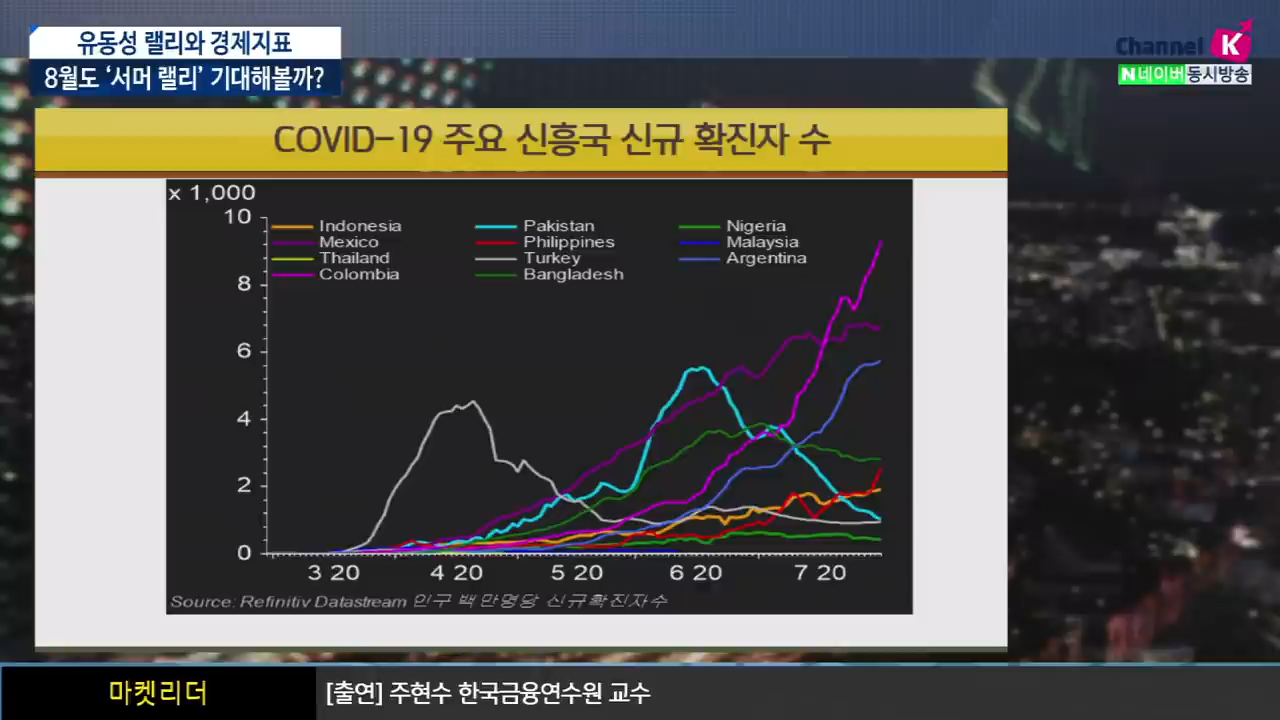 유동성 랠리와 경제지표
8월도 ‘서머 랠리’ 기대해볼까?
Channel K
N네이버동시방송
COVID-19 주요 신흥국 신규 확진자 수
x 1,000
10
8
6
4
2
0
Indonesia Pakistan Nigeria
Mexico Philippines Malaysia
Thailand Turkey Argentina
Colombia Bangladesh
3 20 4 20 5 20 6 20 7 20
Source: Refinitiv Datastream 인구 백만명당 신규확진자수
마켓리더
[출연] 주현수 한국금융연수원 교수